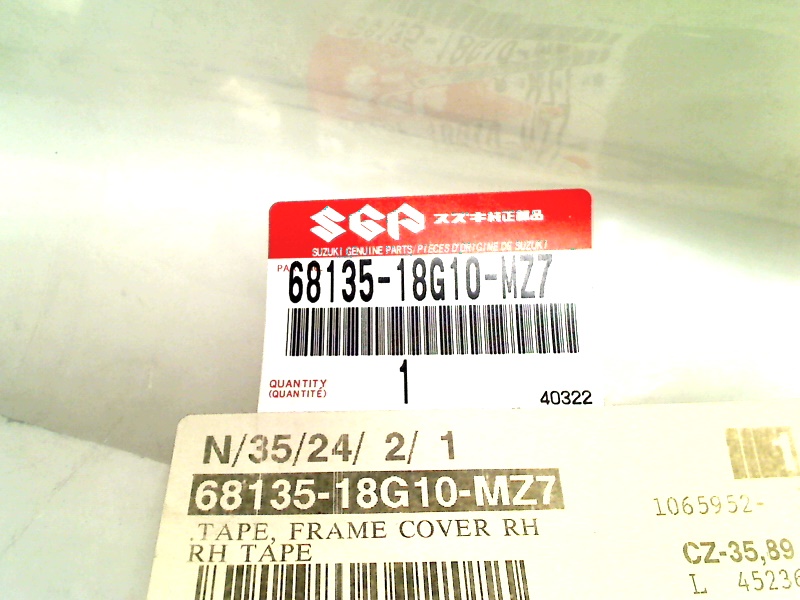 SGP スズキ純正部品
SUZUKI GENUINE PARTS/PIÈCES D'ORIGINE DE SUZUKI
68135-18G10-MZ7
1
QUANTITY
(QUANTITÉ)
40322
N/35/24/ 2/ 1
68135-18G10-MZ7
1065952-
.TAPE, FRAME COVER RH
RH TAPE
CZ-35,89
L 45236